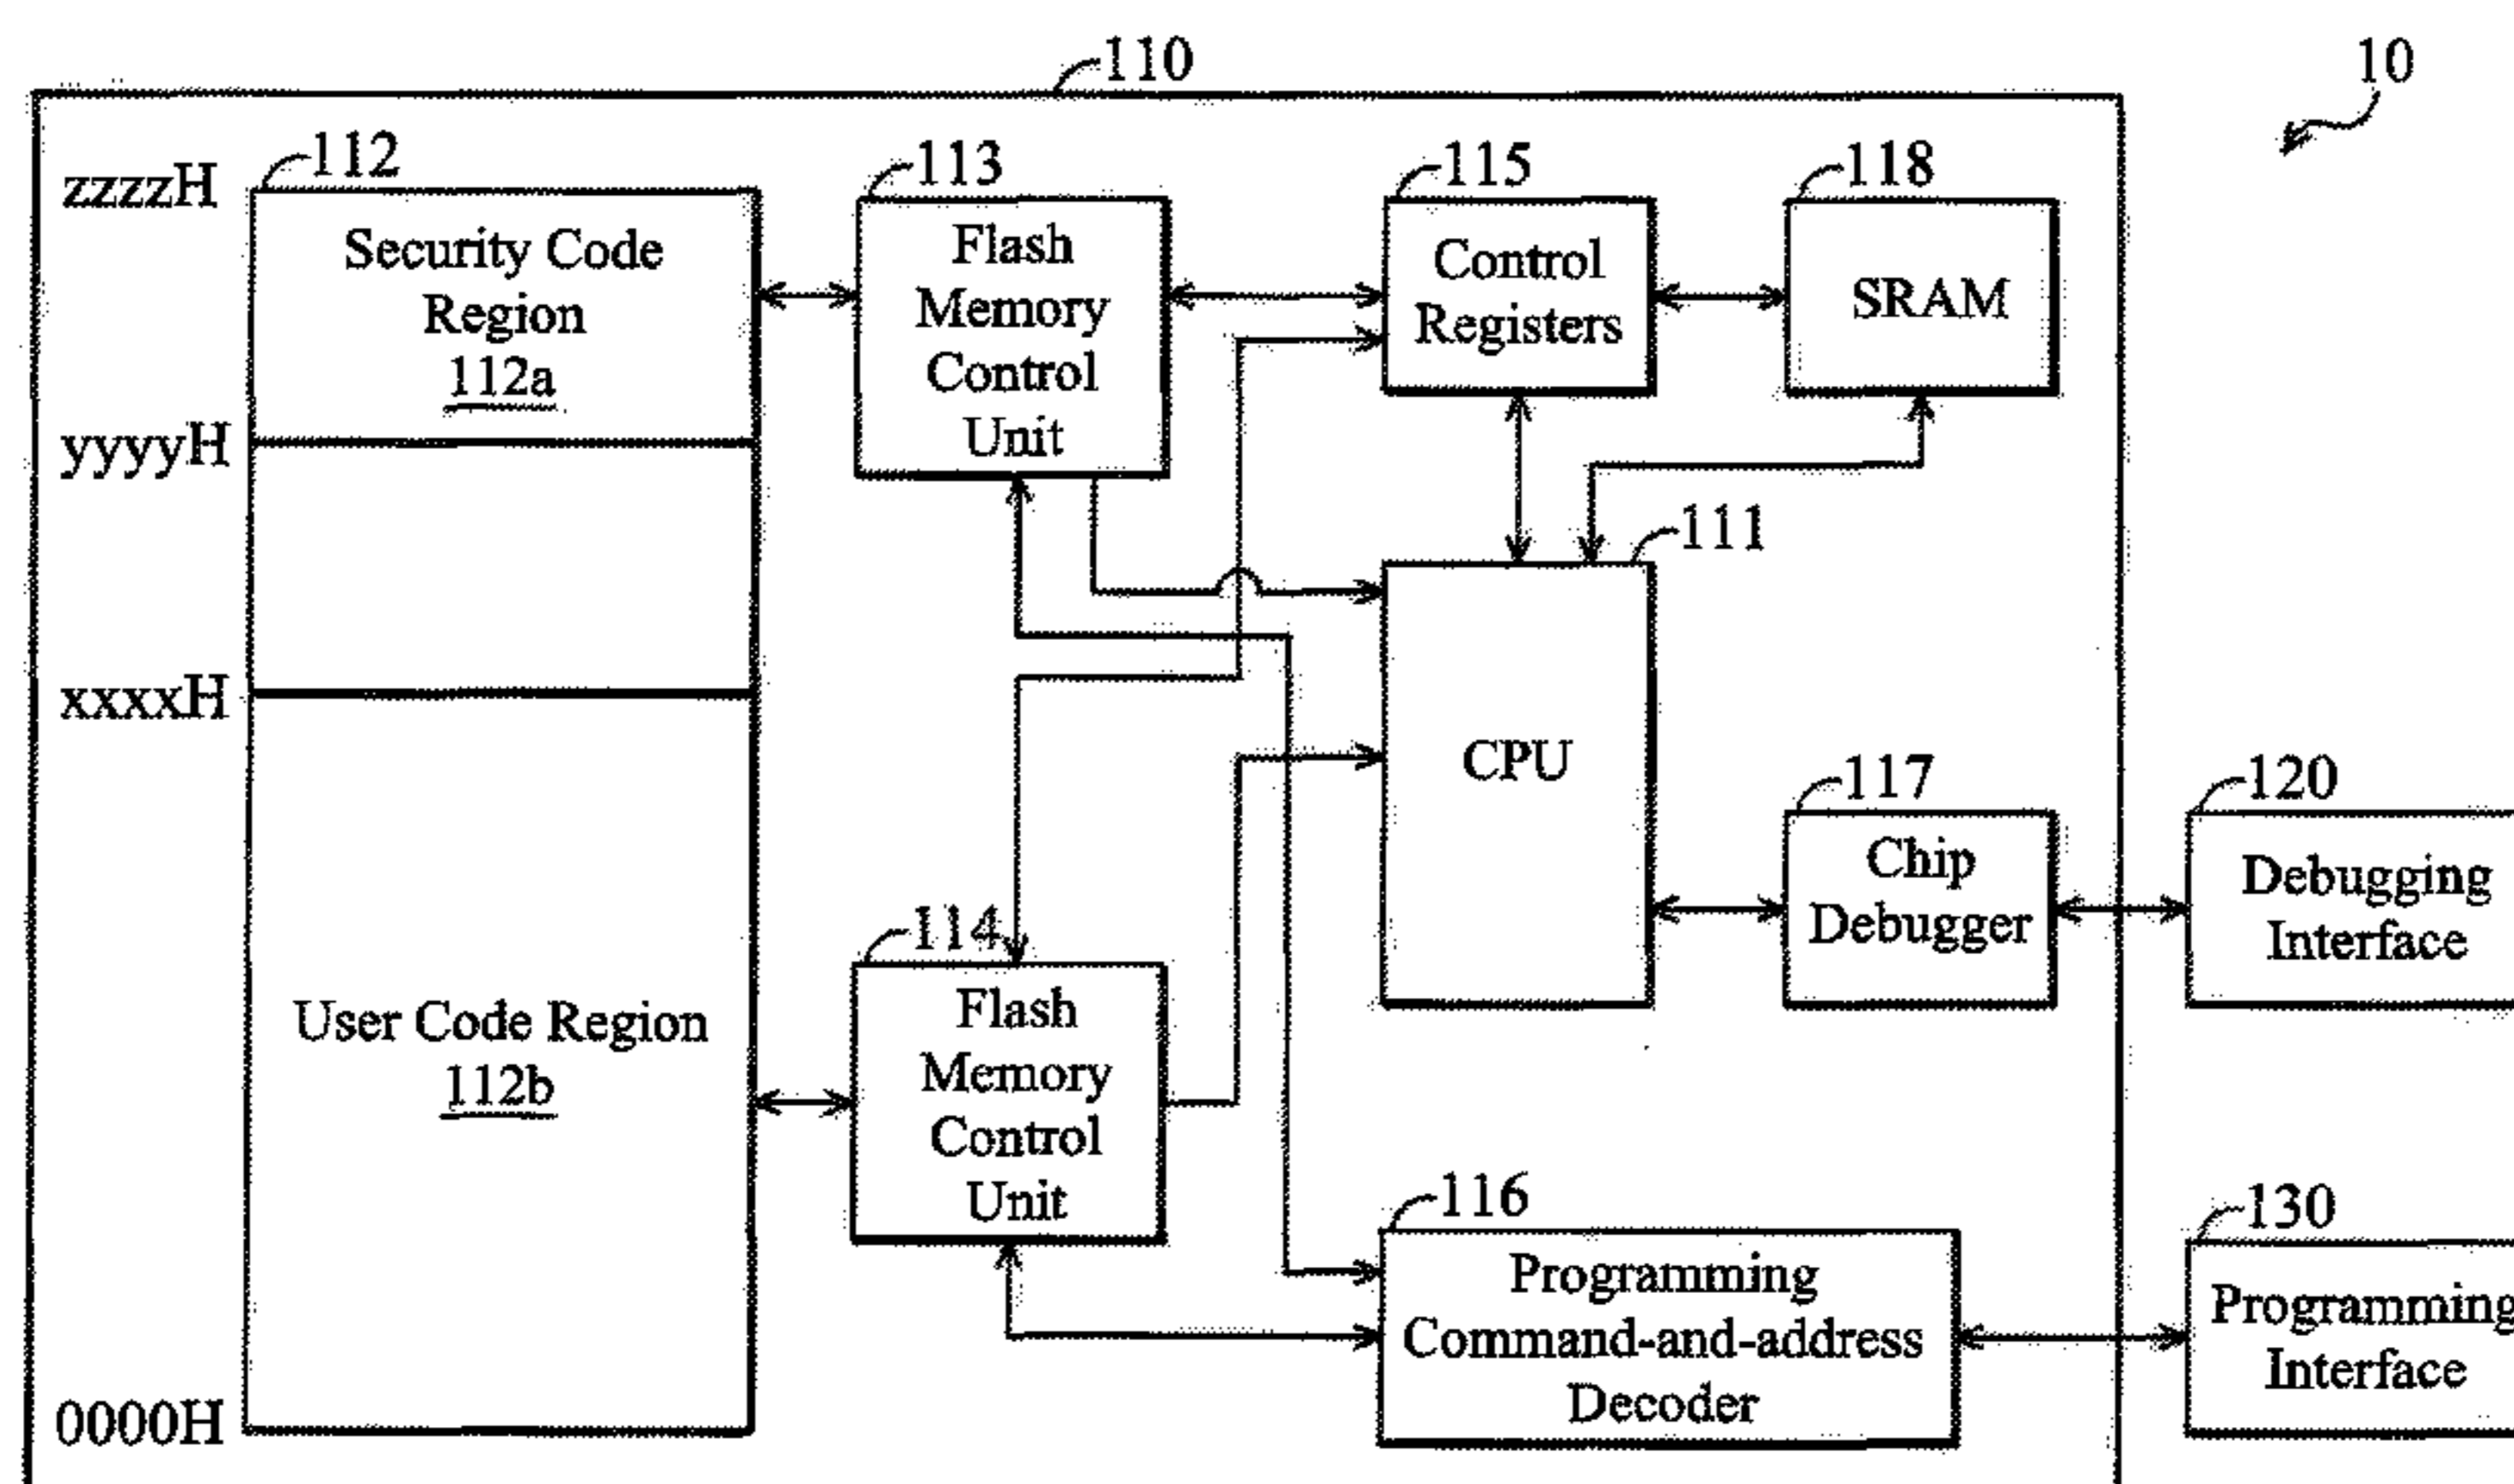 110
10
zzzzH
112
Security Code
Region
112a
yyyyH
xxxxH
User Code Region
112b
0000H
113
Flash
Memory
Control
Unit
115
Control
Registers
118
SRAM
111
CPU
117
Chip
Debugger
120
Debugging
Interface
114
Flash
Memory
Control
Unit
116
Programming
Command-and-address
Decoder
130
Programming
Interface